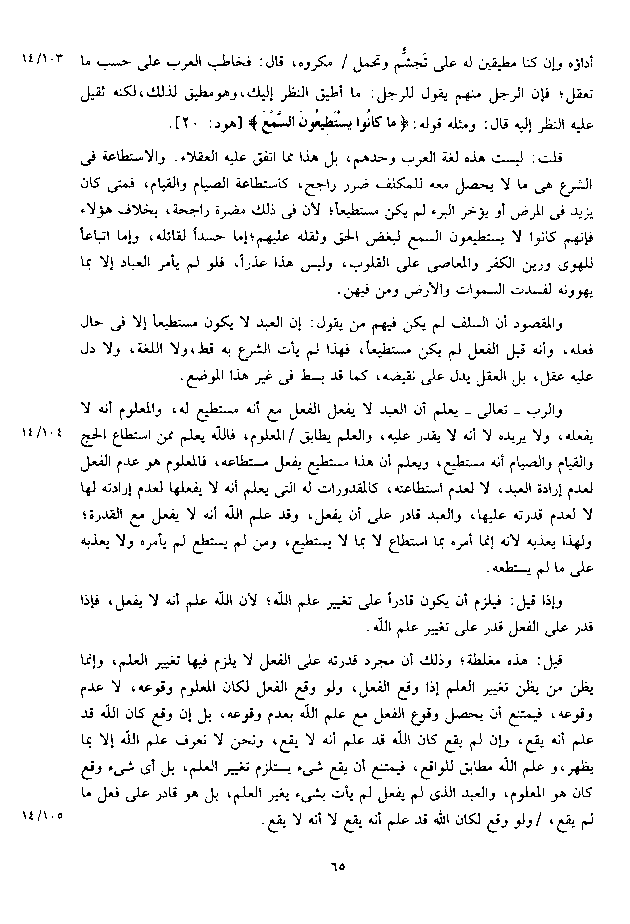 أداؤه وإن كنا مطيقين له على تَجشُّم وتحمل / مكروه، قال: فخاطب العرب على حسب ما ١٤/١٠٣
تعقل؛ فإن الرجل منهم يقول للرجل: ما أطيق النظر إليك، وهو مطيق لذلك، لكنه ثقيل
عليه النظر إليه قال: ومثله قوله: ﴿ مَا كَانُوا يَسْتَطِيعُونَ السَّمْعَ ﴾ [هود: ٢٠].
قلت: ليست هذه لغة العرب وحدهم، بل هذا مما اتفق عليه العقلاء. والاستطاعة فى
الشرع هى ما لا يحصل معه للمكلف ضرر راجح، كاستطاعة الصيام والقيام، فمتى كان
يزيد فى المرض أو يؤخر البرء لم يكن مستطيعاً؛ لأن فى ذلك مضرة راجحة، بخلاف هؤلاء
فإنهم كانوا لا يستطيعون السمع لبغض الحق وثقله عليهم؛ إما حسداً لقائله، وإما اتباعاً
للهوى ورين الكفر والمعاصى على القلوب، وليس هذا عذراً، فلو لم يأمر العباد إلا بما
يهوونه لفسدت السموات والأرض ومن فيهن.
والمقصود أن السلف لم يكن فيهم من يقول: إن العبد لا يكون مستطيعاً إلا فى حال
فعله، وأنه قبل الفعل لم يكن مستطيعاً، فهذا لم يأت الشرع به قط، ولا اللغة، ولا دل
عليه عقل، بل العقل يدل على نقيضه، كما قد بسط فى غير هذا الموضع.
والرب ـ تعالى ـ يعلم أن العبد لا يفعل الفعل مع أنه مستطيع له، والمعلوم أنه لا
يفعله، ولا يريده لا أنه لا يقدر عليه، والعلم يطابق / المعلوم، فالله يعلم ممن استطاع الحج ١٤/١٠٤
والقيام والصيام أنه مستطيع، ويعلم أن هذا مستطيع يفعل مستطاعه، فالمعلوم هو عدم الفعل
لعدم إرادة العبد، لا لعدم استطاعته، كالمقدورات له التى يعلم أنه لا يفعلها لعدم إرادته لها
لا لعدم قدرته عليها، والعبد قادر على أن يفعل، وقد علم الله أنه لا يفعل مع القدرة؛
ولهذا يعذبه لأنه إنما أمره بما استطاع لا بما لا يستطيع، ومن لم يستطع لم يأمره ولا يعذبه
على ما لم يستطعه.
وإذا قيل: فيلزم أن يكون قادراً على تغيير علم الله؛ لأن الله علم أنه لا يفعل، فإذا
قدر على الفعل قدر على تغيير علم الله.
قيل: هذه مغلطة؛ وذلك أن مجرد قدرته على الفعل لا يلزم فيها تغيير العلم، وإنما
يظن من يظن تغيير العلم إذا وقع الفعل، ولو وقع الفعل لكان المعلوم وقوعه، لا عدم
وقوعه، فيمتنع أن يحصل وقوع الفعل مع علم الله بعدم وقوعه، بل إن وقع كان الله قد
علم أنه يقع، وإن لم يقع كان الله قد علم أنه لا يقع، ونحن لا نعرف علم الله إلا بما
يظهر، و علم الله مطابق للواقع، فيمتنع أن يقع شىء يستلزم تغيير العلم، بل أى شىء وقع
كان هو المعلوم، والعبد الذى لم يفعل لم يأت بشىء يغير العلم، بل هو قادر على فعل ما
لم يقع، / ولو وقع لكان الله قد علم أنه يقع لا أنه لا يقع. ١٤/١٠٥
٦٥